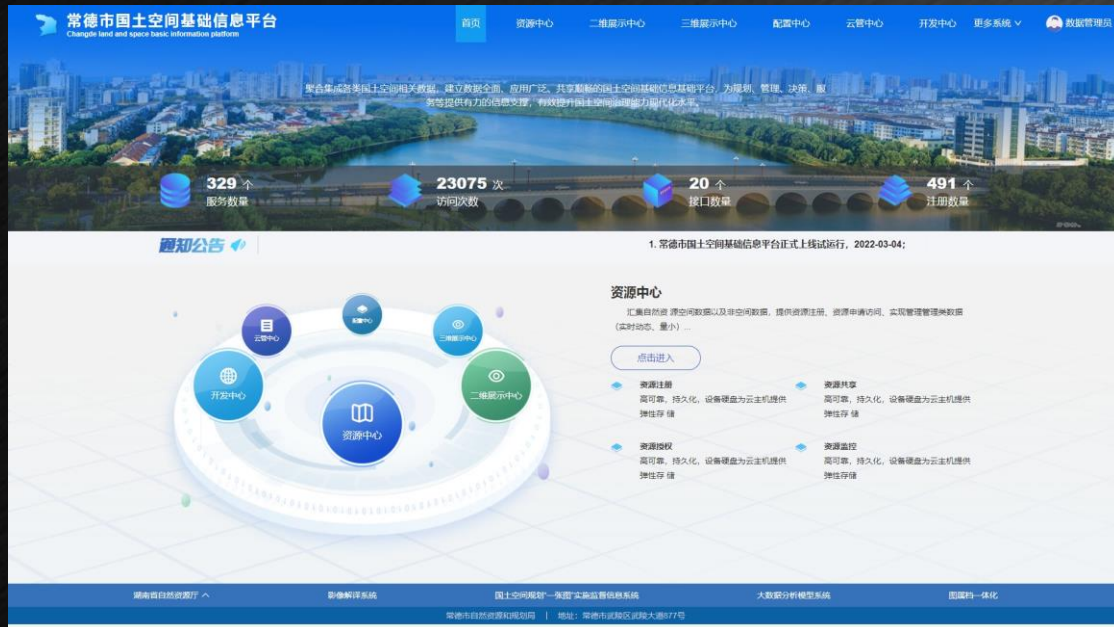 常德市国土空间基础信息平台
Changde land and space basic information platform
首页 资源中心 二维展示中心 三维展示中心 配置中心 云管中心 开发中心 更多系统 数据管理员
聚合集成各类国土空间相关数据，建立数据全面、应用广泛、共享顺畅的国土空间基础信息基础平台，为规划、管理、决策、服
务等提供有力的信息支撑，有效提升国土空间治理能力现代化水平。
329 个 23075 次 20 个 491 个
服务数量 访问次数 接口数量 注册数量
通知公告
1. 常德市国土空间基础信息平台正式上线试运行，2022-03-04;
配置中心
云管中心
三维展示中心
开发中心
二维展示中心
资源中心
资源中心
汇集自然资 源空间数据以及非空间数据，提供资源注册、资源申请访问、实现管理管理类数据
（实时动态、量小）...
点击进入
资源注册
高可靠，持久化，设备硬盘为云主机提供
弹性存 储
资源共享
高可靠，持久化，设备硬盘为云主机提供
弹性存 储
资源授权
高可靠，持久化，设备硬盘为云主机提供
弹性存 储
资源监控
高可靠，持久化，设备硬盘为云主机提供
弹性存储
湖南省自然资源厅 影像解译系统 国土空间规划“一张图”实施监督信息系统 大数据分析模型系统 图属档一体化
常德市自然资源和规划局 | 地址：常德市武陵区武陵大道877号